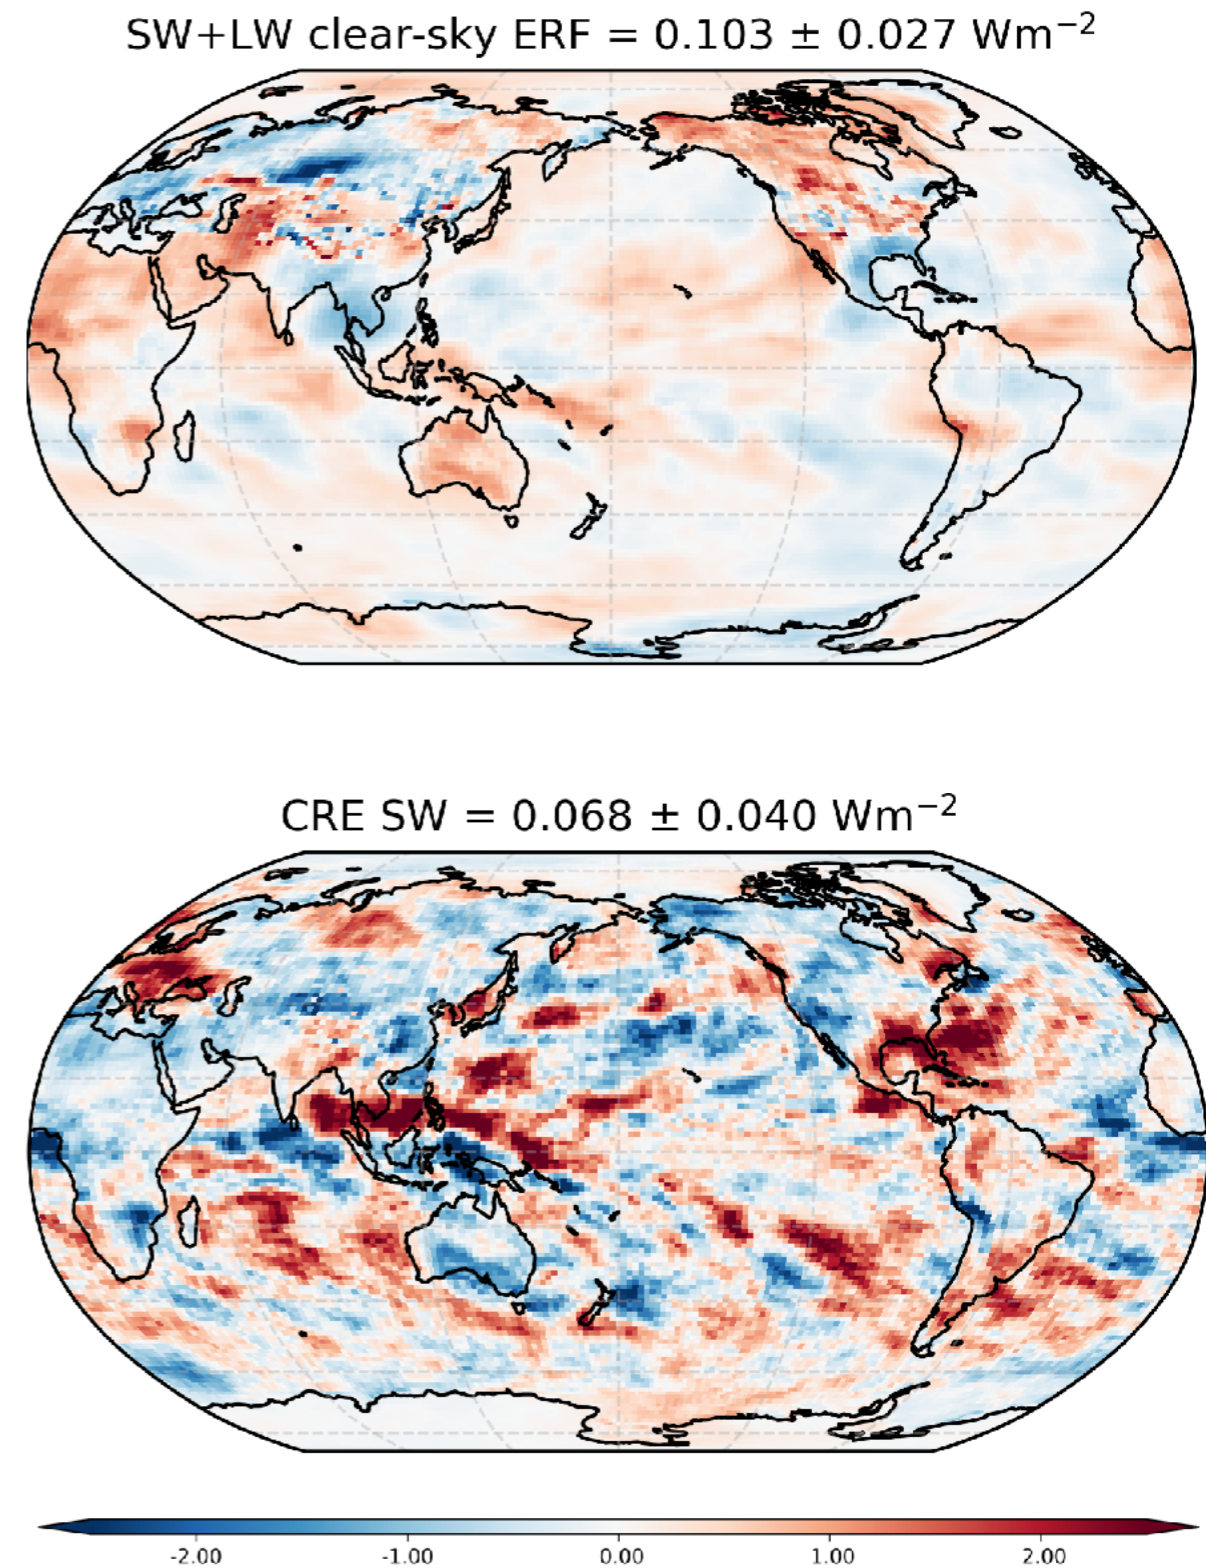 SW+LW clear-sky ERF = 0.103 ± 0.027 Wm⁻²
CRE SW = 0.068 ± 0.040 Wm⁻²
-2.00 -1.00 0.00 1.00 2.00